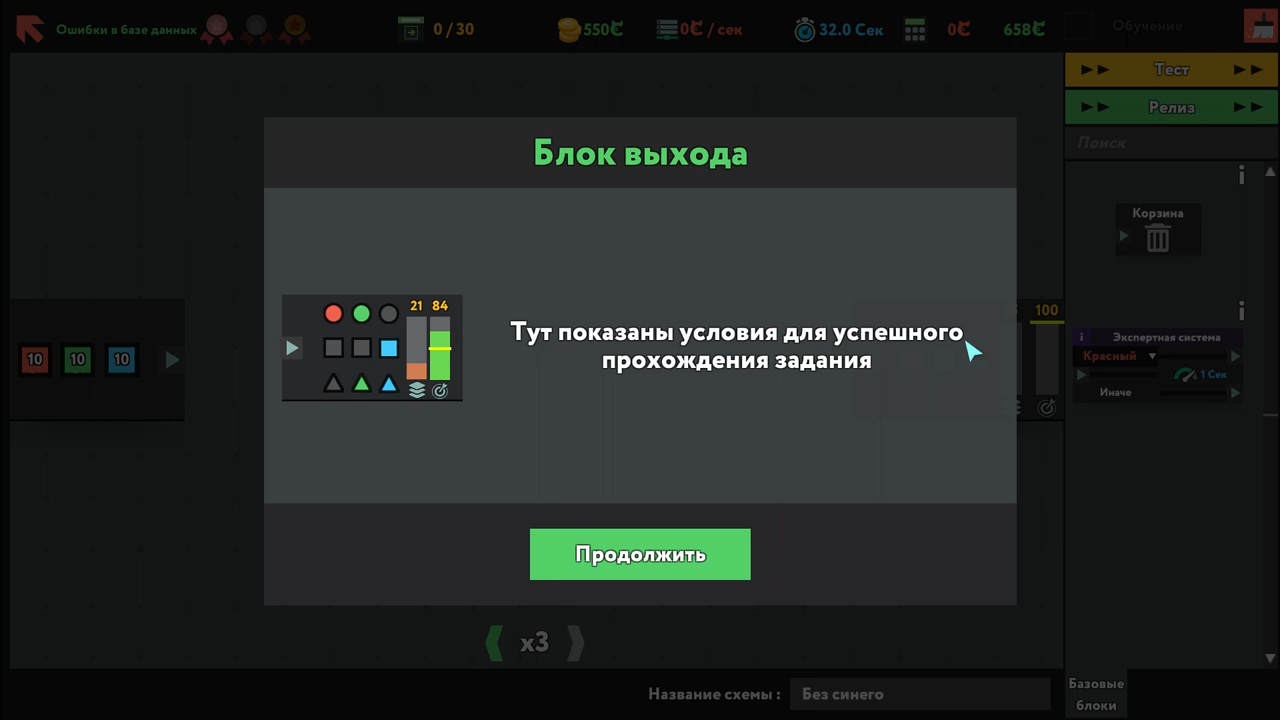 Ошибки в базе данных
0 / 30
550
0 / сек
32.0 Сек
0
658
Обучение
Тест
Релиз
Поиск
Блок выхода
Корзина
10
10
10
21
84
Тут показаны условия для успешного
прохождения задания
100
Экспертная система
Красный
1 Сек
Иначе
Продолжить
x3
Название схемы :
Без синего
Базовые
блоки